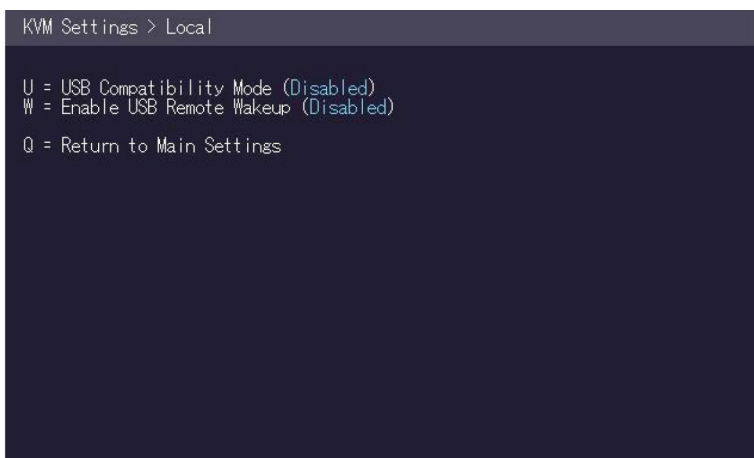 KVM Settings > Local
U = USB Compatibility Mode (Disabled)
W = Enable USB Remote Wakeup (Disabled)
Q = Return to Main Settings